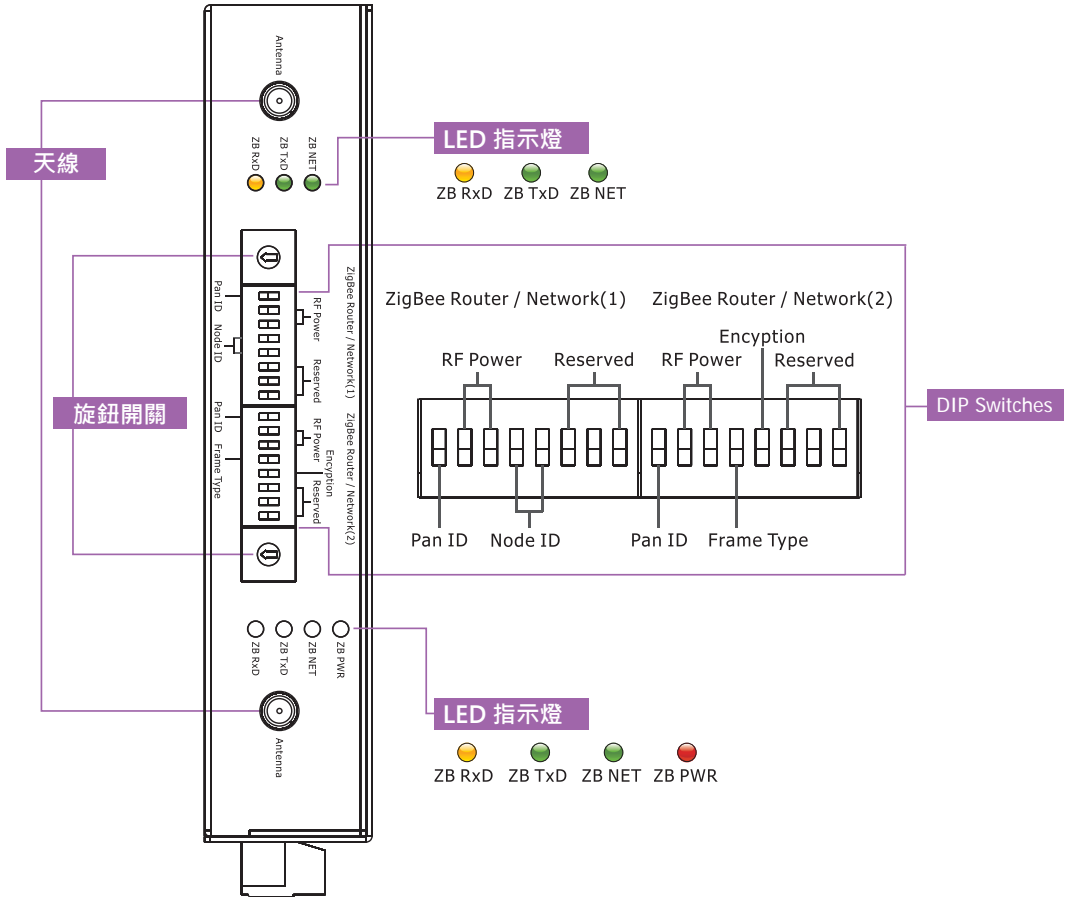 Antenna
ZB RxD
ZB TxD
ZB NET
天線
LED 指示燈
ZB RxD ZB TxD ZB NET
旋鈕開關
Pan ID
Node ID
RF Power
Reserved
ZigBee Router / Network(1)
Pan ID
Frame Type
RF Power
Encyption
Reserved
ZigBee Router / Network(2)
ZigBee Router / Network(1) ZigBee Router / Network(2)
Encyption
RF Power Reserved RF Power Reserved
DIP Switches
Pan ID Node ID Pan ID Frame Type
ZB RxD
ZB TxD
ZB NET
ZB PWR
Antenna
LED 指示燈
ZB RxD ZB TxD ZB NET ZB PWR